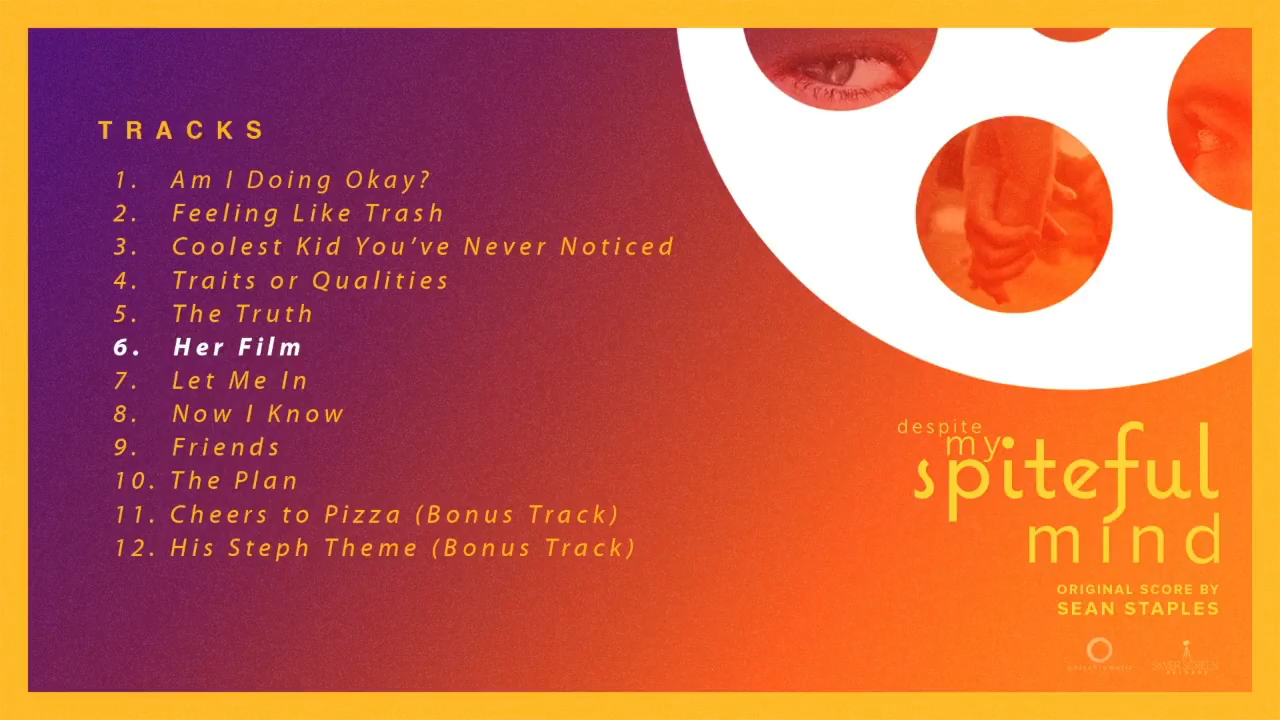 TRACKS
1. Am I Doing Okay?
2. Feeling Like Trash
3. Coolest Kid You’ve Never Noticed
4. Traits or Qualities
5. The Truth
6. Her Film
7. Let Me In
8. Now I Know
9. Friends
10. The Plan
11. Cheers to Pizza (Bonus Track)
12. His Steph Theme (Bonus Track)
despite
my
spiteful
mind
ORIGINAL SCORE BY
SEAN STAPLES
SILVER SCREEN
RECORDS